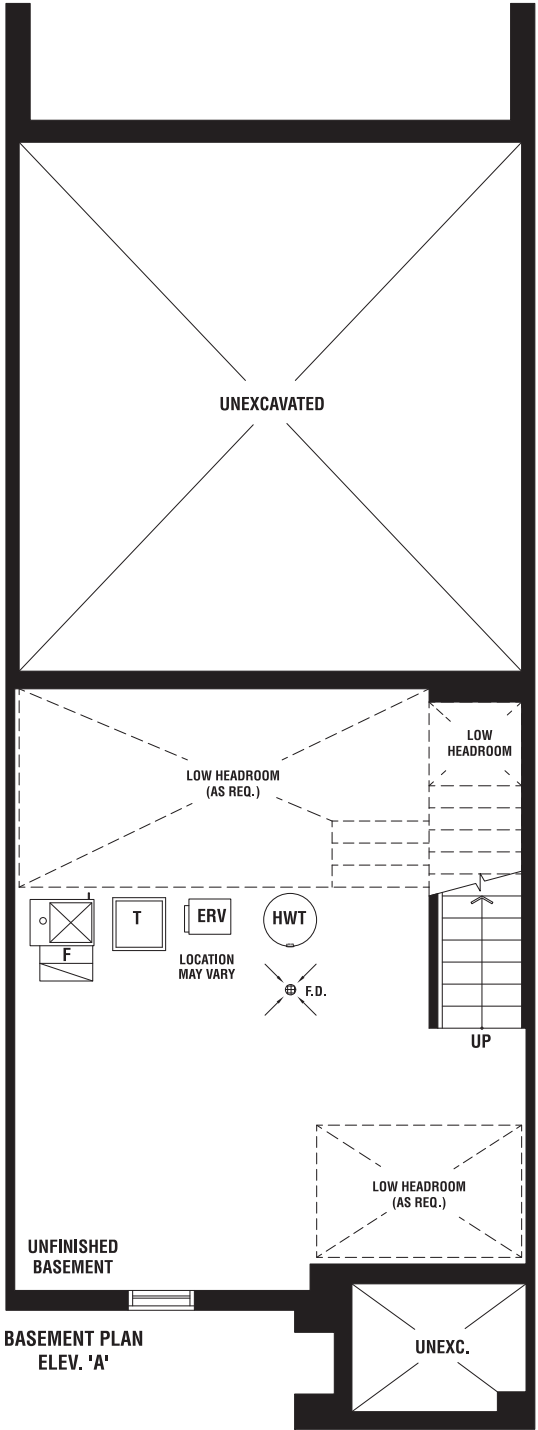 UNEXCAVATED
LOW
HEADROOM
LOW HEADROOM
(AS REQ.)
T
ERV
HWT
F
LOCATION
MAY VARY
F.D.
UP
LOW HEADROOM
(AS REQ.)
UNFINISHED
BASEMENT
BASEMENT PLAN
ELEV. 'A'
UNEXC.